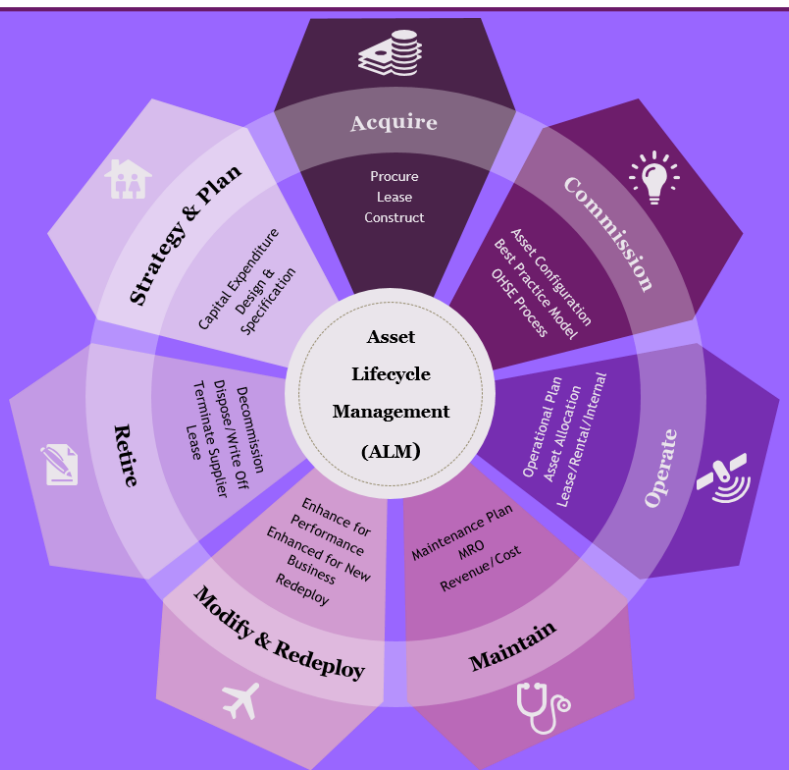 Acquire
Procure
Lease
Construct
Commission
Asset Configuration
Best Practice Model
OHSE Process
Operate
Operational Plan
Asset Allocation
Lease/Rental/Internal
Maintain
Maintenance Plan
MRO
Revenue/Cost
Modify & Redeploy
Enhance for
Performance
Enhanced for New
Business
Redeploy
Retire
Decommission
Dispose/Write Off
Terminate Supplier
Lease
Strategy & Plan
Capital Expenditure
Design &
Specification
Asset
Lifecycle
Management
(ALM)